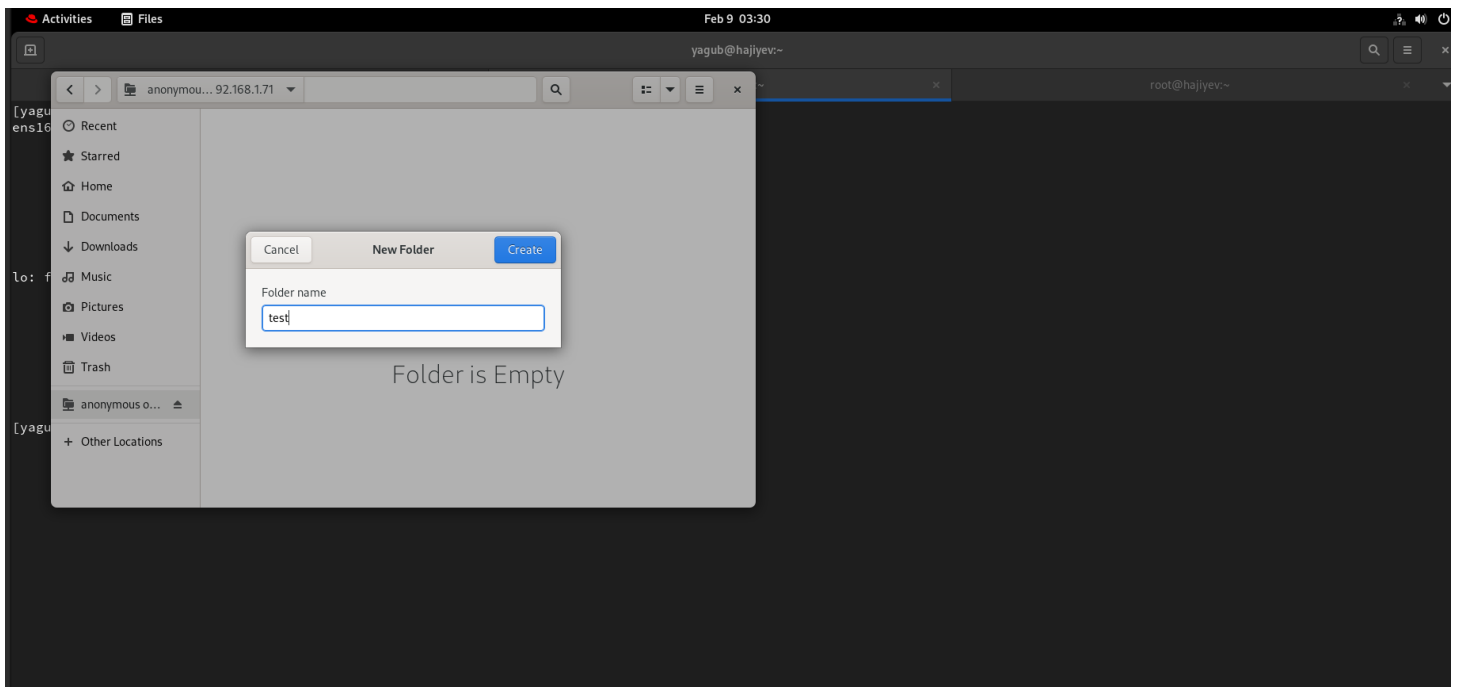 Activities Files Feb 9 03:30
yagub@hajiyev:~
anonymou... 92.168.1.71 ~ root@hajiyev:~
[yagu
ens16
Recent
Starred
Home
Documents
Downloads
lo: f
Music
Pictures
Videos
Trash
anonymous o...
[yagu
+ Other Locations
Cancel New Folder Create
Folder name
test
Folder is Empty